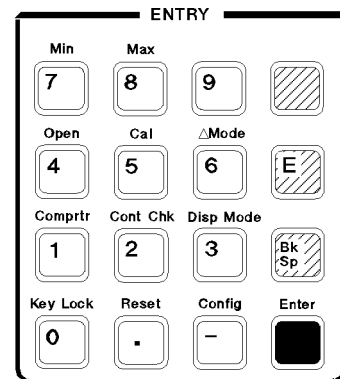 ENTRY
Min Max
7 8 9
Open Cal △Mode
4 5 6 E
Comprtr Cont Chk Disp Mode
1 2 3 Bk
Sp
Key Lock Reset Config Enter
0 . −